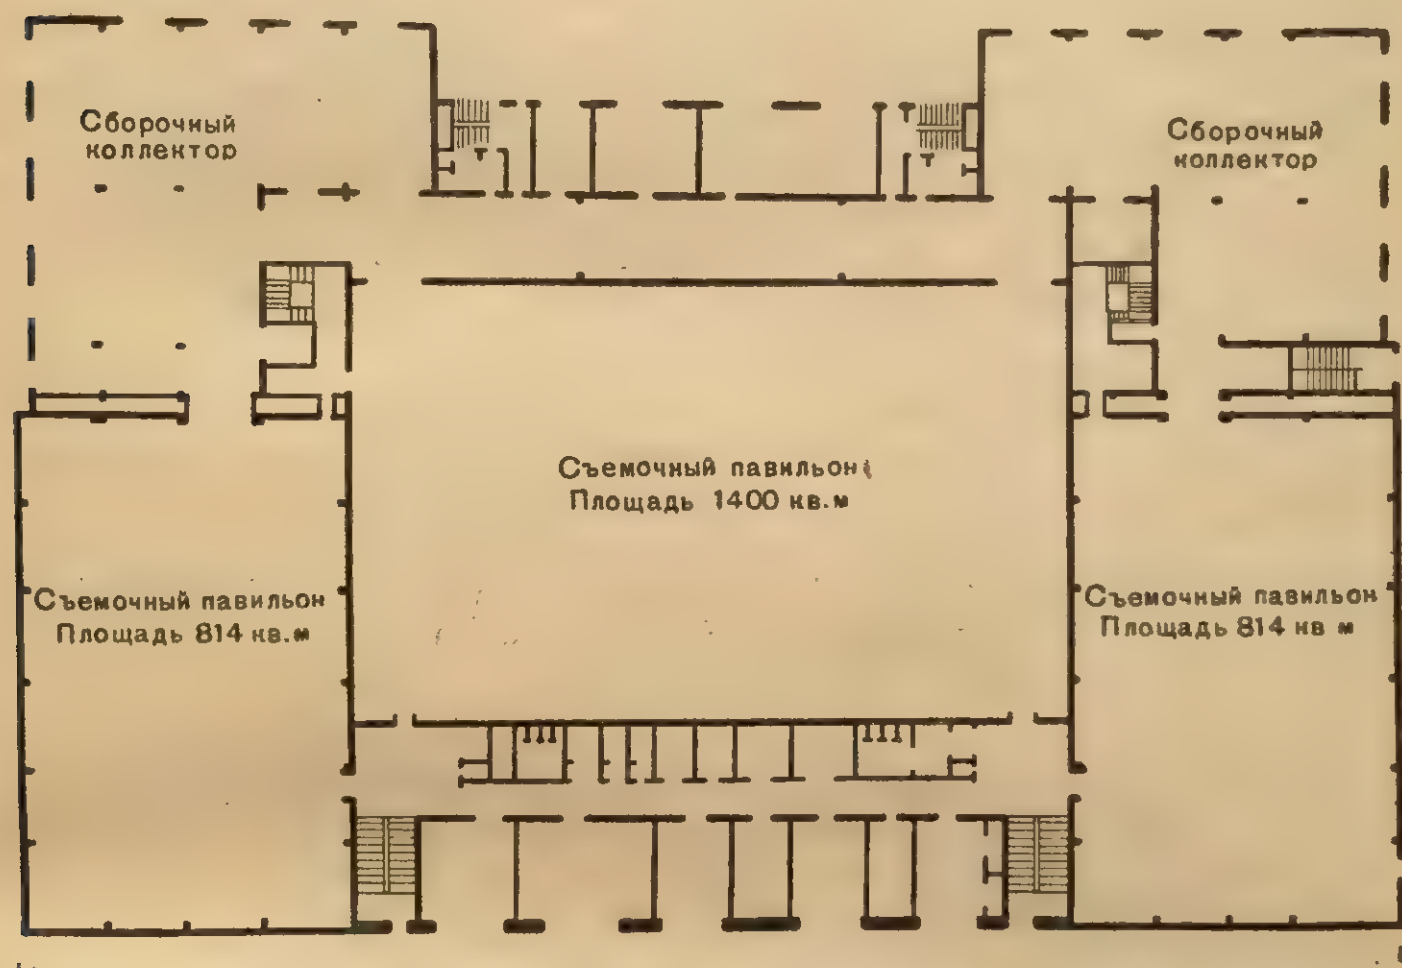 Сборочный
коллектор
Сборочный
коллектор
Съемочный павильон
Площадь 1400 кв.м
Съемочный павильон
Площадь 814 кв.м
Съемочный павильон
Площадь 814 кв м